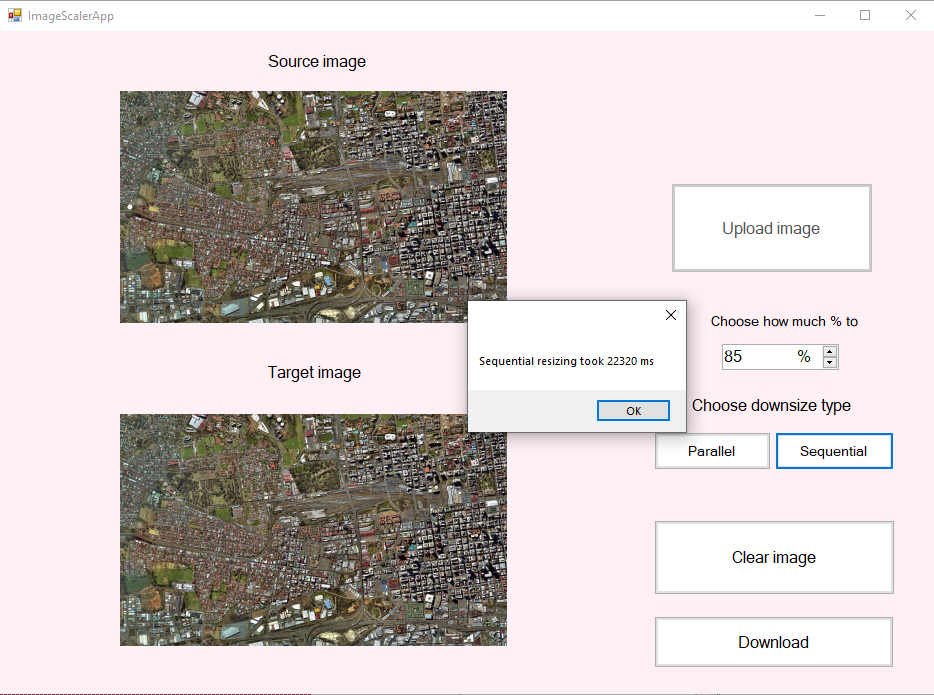 ImageScalerApp
Source image
Upload image
Choose how much % to
85 %
Sequential resizing took 22320 ms
OK
Target image
Choose downsize type
Parallel Sequential
Clear image
Download